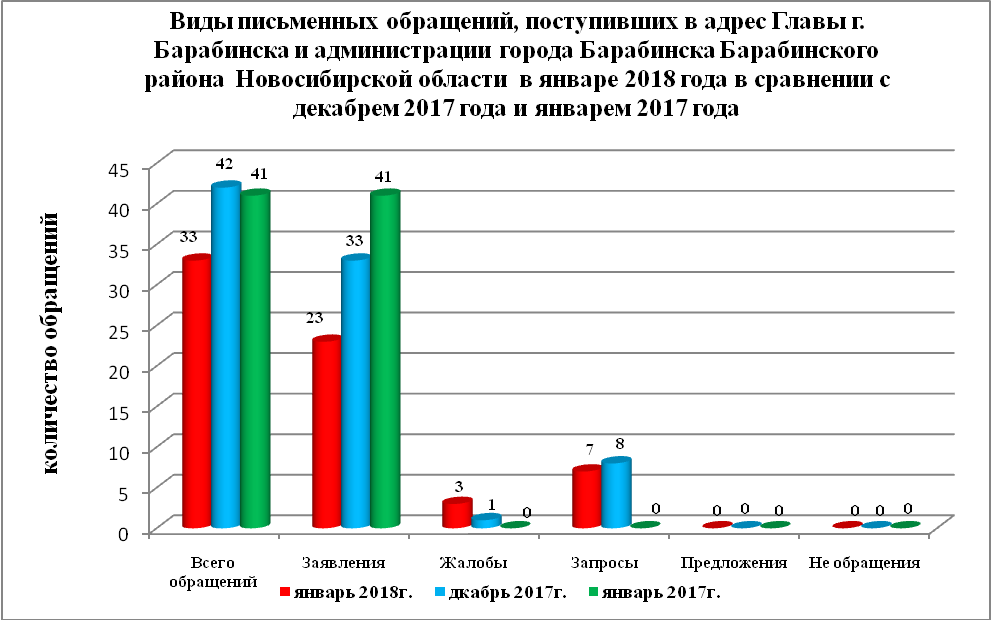 Виды письменных обращений, поступивших в адрес Главы г.
Барабинска и администрации города Барабинска Барабинского
района Новосибирской области в январе 2018 года в сравнении с
декабрем 2017 года и январем 2017 года
количество обращений
45
40
35
30
25
20
15
10
5
0
33
42
41
23
33
41
3
1
0
7
8
0
0
0
0
0
0
0
Всего
обращений
Заявления
Жалобы
Запросы
Предложения
Не обращения
январь 2018г.
дкабрь 2017г.
январь 2017г.